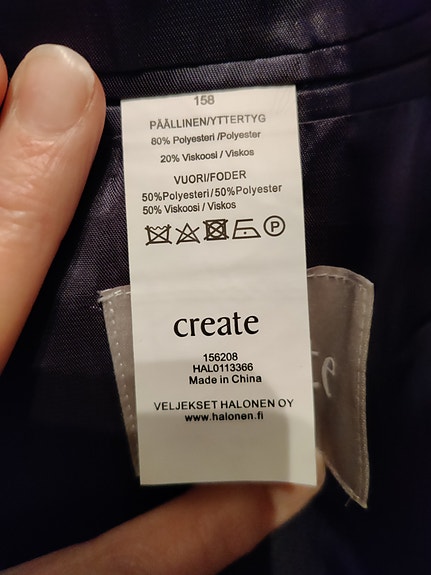 158
PÄÄLLINEN/YTTERTYG
80% Polyesteri /Polyester
20% Viskoosi / Viskos
VUORI/FODER
50%Polyesteri/50%Polyester
50% Viskoosi / Viskos
P
create
156208
HAL0113366
Made in China
VELJEKSET HALONEN OY
www.halonen.fi